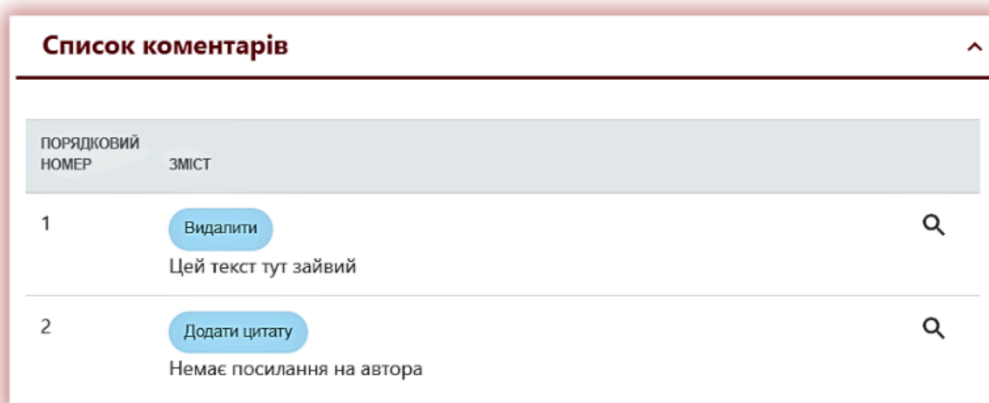 Список коментарів
ПОРЯДКОВИЙ
НОМЕР
ЗМІСТ
1
Видалити
Цей текст тут зайвий
2
Додати цитату
Немає посилання на автора